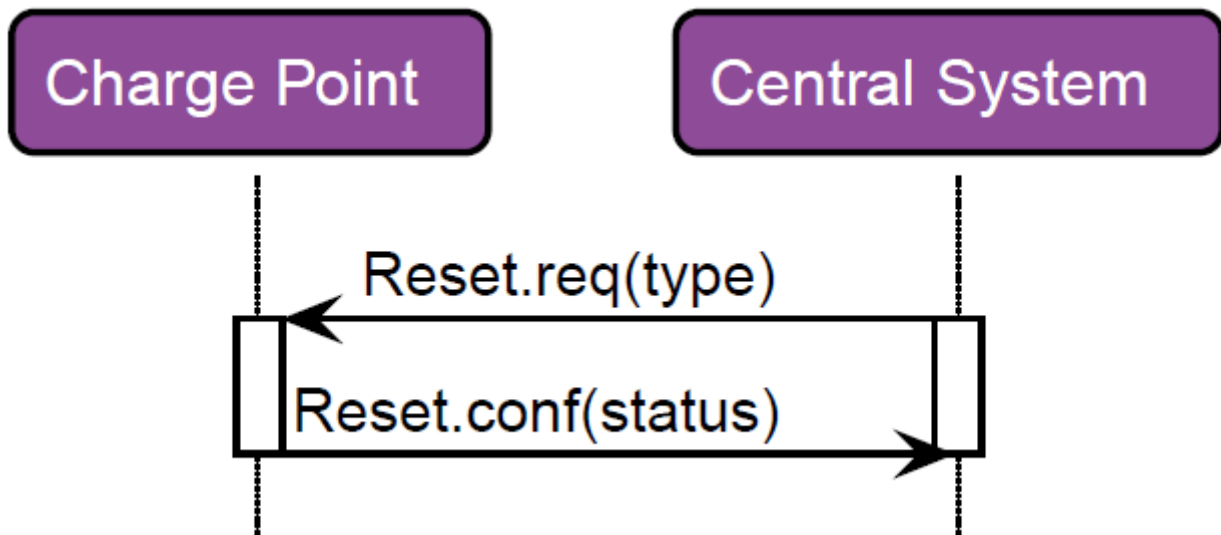 Charge Point
Central System
Reset.req(type)
Reset.conf(status)